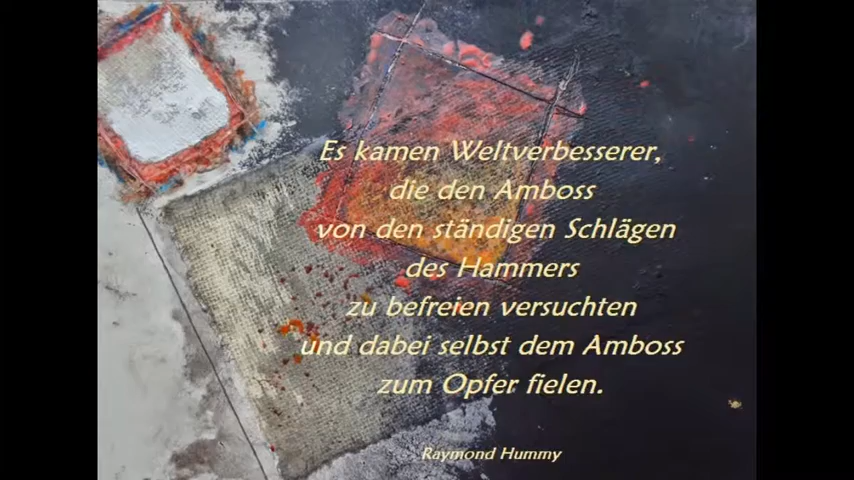 Es kamen Weltverbesserer,
die den Amboss
von den ständigen Schlägen
des Hammers
zu befreien versuchten
und dabei selbst dem Amboss
zum Opfer fielen.
Raymond Hummy